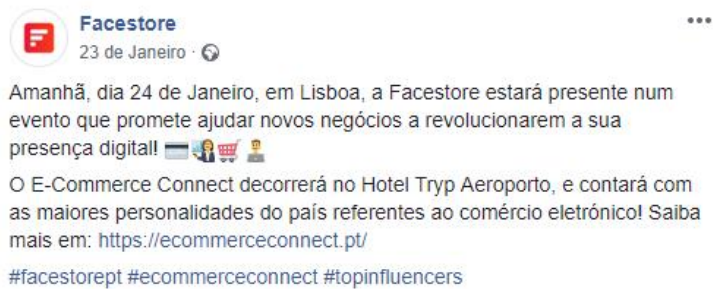 Facestore
23 de Janeiro ·
Amanhã, dia 24 de Janeiro, em Lisboa, a Facestore estará presente num
evento que promete ajudar novos negócios a revolucionarem a sua
presença digital! 💳👩‍💼🛒👨‍💻
O E-Commerce Connect decorrerá no Hotel Tryp Aeroporto, e contará com
as maiores personalidades do país referentes ao comércio eletrónico! Saiba
mais em: https://ecommerceconnect.pt/
#facestorept #ecommerceconnect #topinfluencers